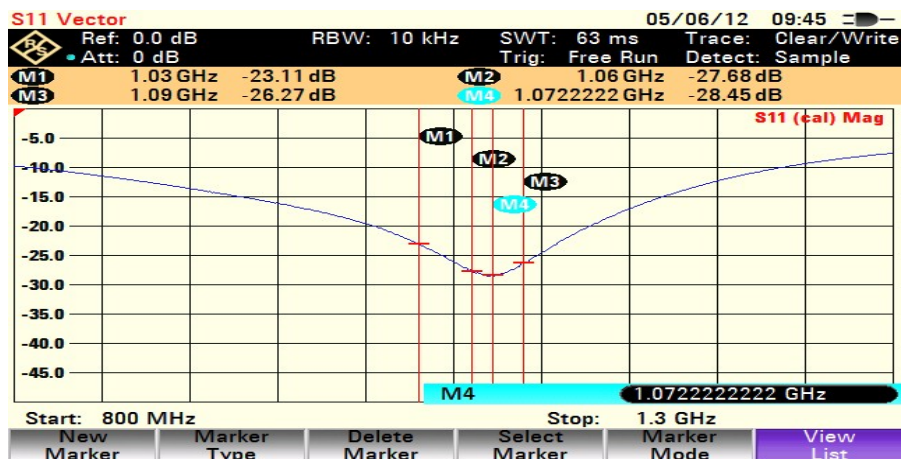 S11 Vector 05/06/12 09:45
Ref: 0.0 dB RBW: 10 kHz SWT: 63 ms Trace: Clear/Write
R&S Att: 0 dB Trig: Free Run Detect: Sample
M1 1.03 GHz -23.11 dB M2 1.06 GHz -27.68 dB
M3 1.09 GHz -26.27 dB M4 1.0722222 GHz -28.45 dB
S11 (cal) Mag
-5.0
M1
M2
-10.0
M3
-15.0
M4
-20.0
-25.0
-30.0
-35.0
-40.0
-45.0
M4 1.0722222222 GHz
Start: 800 MHz Stop: 1.3 GHz
New Marker Delete Select Marker View
Marker Type Marker Marker Mode List